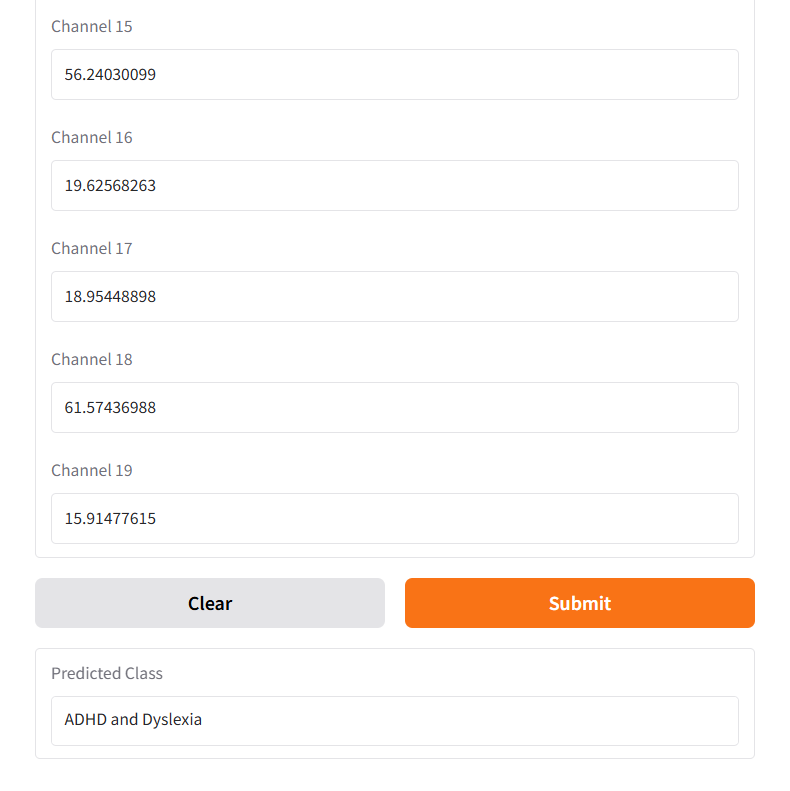 Channel 15
56.24030099
Channel 16
19.62568263
Channel 17
18.95448898
Channel 18
61.57436988
Channel 19
15.91477615
Clear
Submit
Predicted Class
ADHD and Dyslexia